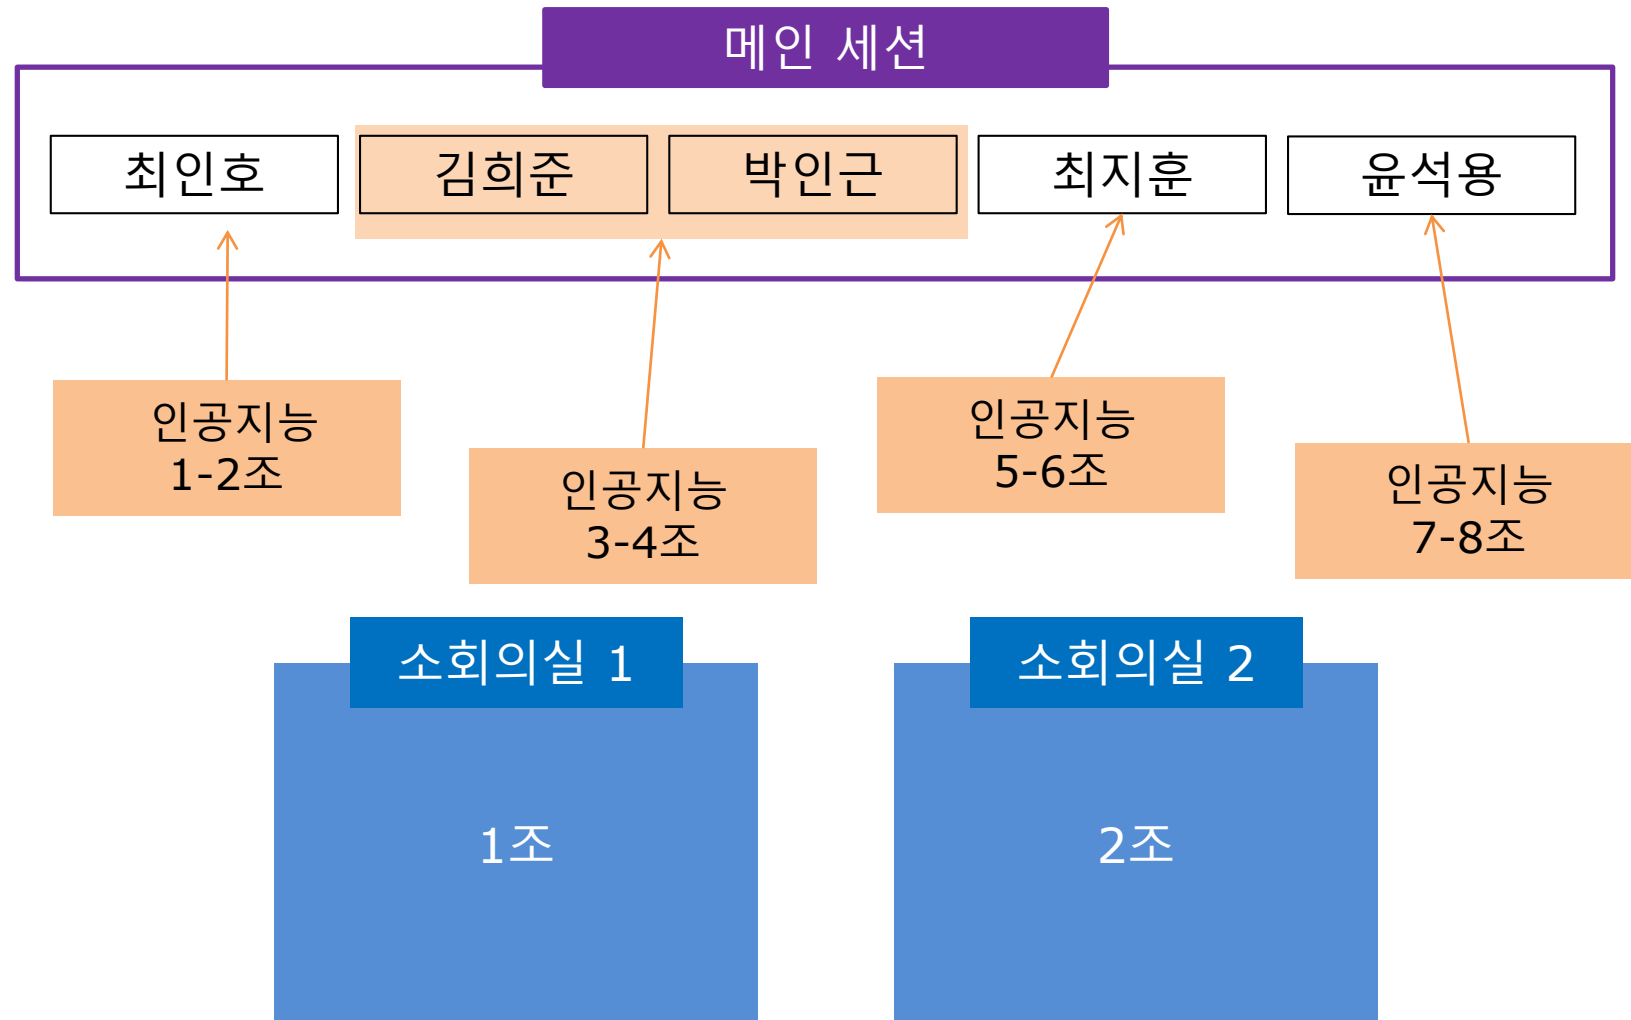 메인 세션
최인호
김희준
박인근
최지훈
윤석용
인공지능
1-2조
인공지능
3-4조
인공지능
5-6조
인공지능
7-8조
소회의실 1
1조
소회의실 2
2조